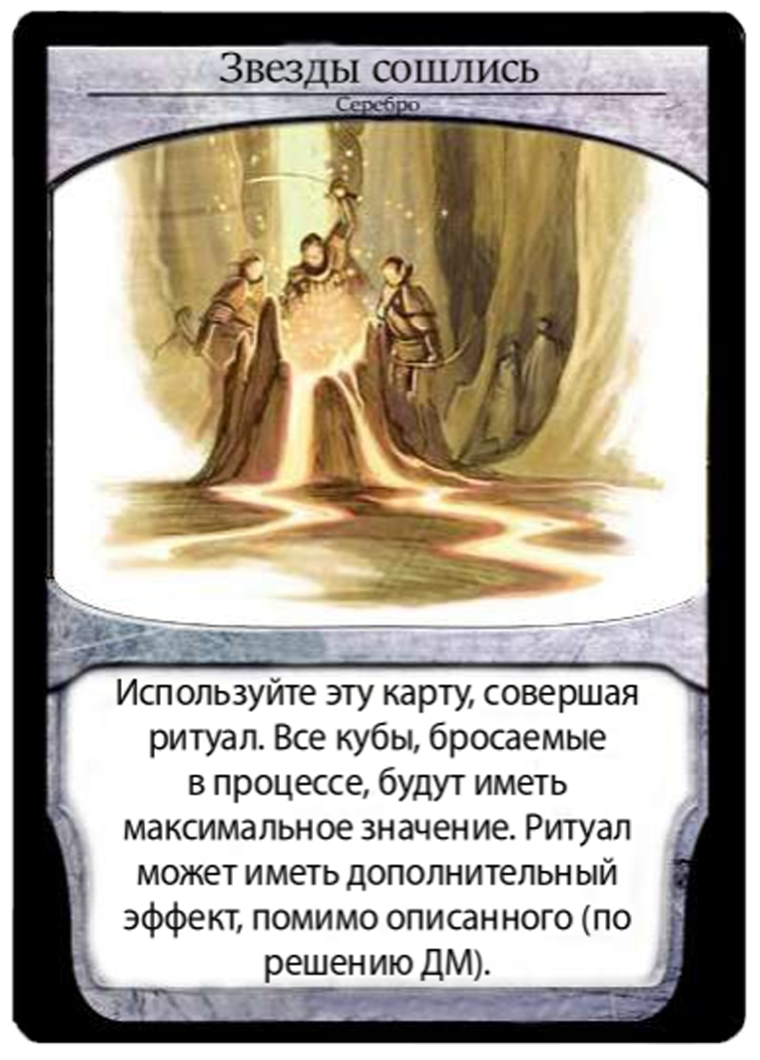 Звезды сошлись
Серебро
Используйте эту карту, совершая
ритуал. Все кубы, бросаемые
в процессе, будут иметь
максимальное значение. Ритуал
может иметь дополнительный
эффект, помимо описанного (по
решению ДМ).